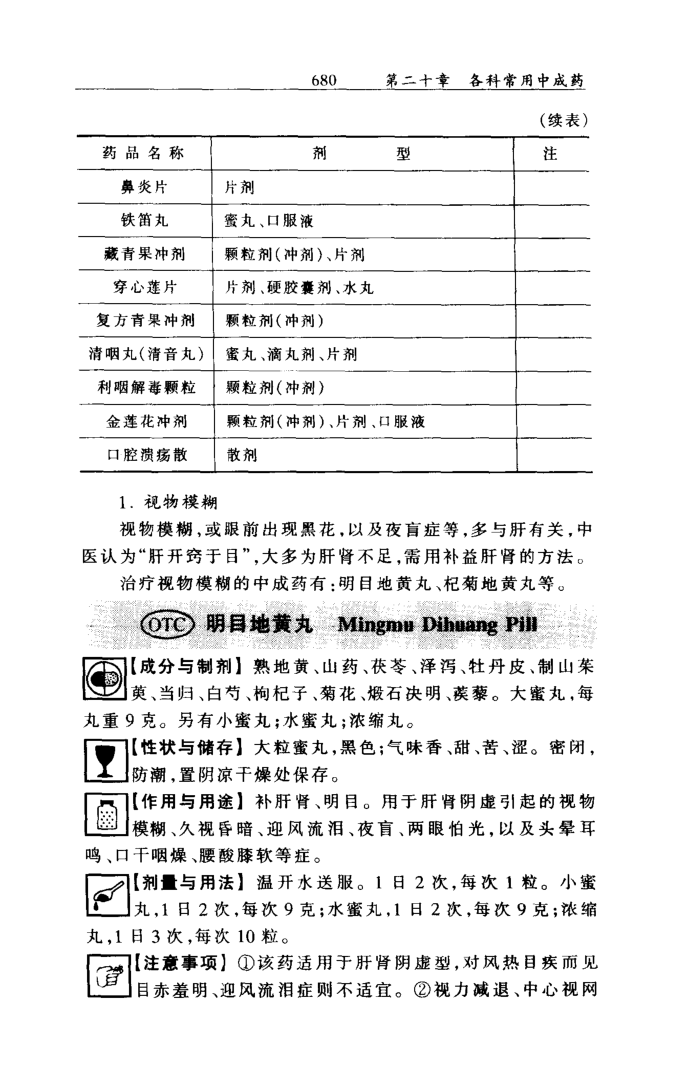 680 第二十章 各科常用中成药
(续表)
药品名称 剂 型 注
鼻炎片 片剂
铁笛丸 蜜丸、口服液
藏青果冲剂 颗粒剂(冲剂)、片剂
穿心莲片 片剂、硬胶囊剂、水丸
复方青果冲剂 颗粒剂(冲剂)
清咽丸(清音丸) 蜜丸、滴丸剂、片剂
利咽解毒颗粒 颗粒剂(冲剂)
金莲花冲剂 颗粒剂(冲剂)、片剂、口服液
口腔溃疡散 散剂
1. 视物模糊
视物模糊,或眼前出现黑花,以及夜盲症等,多与肝有关,中
医认为“肝开窍于目”,大多为肝肾不足,需用补益肝肾的方法。
治疗视物模糊的中成药有:明目地黄丸、杞菊地黄丸等。
OTC 明目地黄丸 Mingmu Dihuang Pill
【成分与制剂】熟地黄、山药、茯苓、泽泻、牡丹皮、制山茱
萸、当归、白芍、枸杞子、菊花、煅石决明、蒺藜。大蜜丸,每
丸重9克。另有小蜜丸;水蜜丸;浓缩丸。
【性状与储存】大粒蜜丸,黑色;气味香、甜、苦、涩。密闭,
防潮,置阴凉干燥处保存。
【作用与用途】补肝肾、明目。用于肝肾阴虚引起的视物
模糊、久视昏暗、迎风流泪、夜盲、两眼怕光,以及头晕耳
鸣、口干咽燥、腰酸膝软等症。
【剂量与用法】温开水送服。1日2次,每次1粒。小蜜
丸,1日2次,每次9克;水蜜丸,1日2次,每次9克;浓缩
丸,1日3次,每次10粒。
【注意事项】①该药适用于肝肾阴虚型,对风热目疾而见
目赤羞明、迎风流泪症则不适宜。②视力减退、中心视网